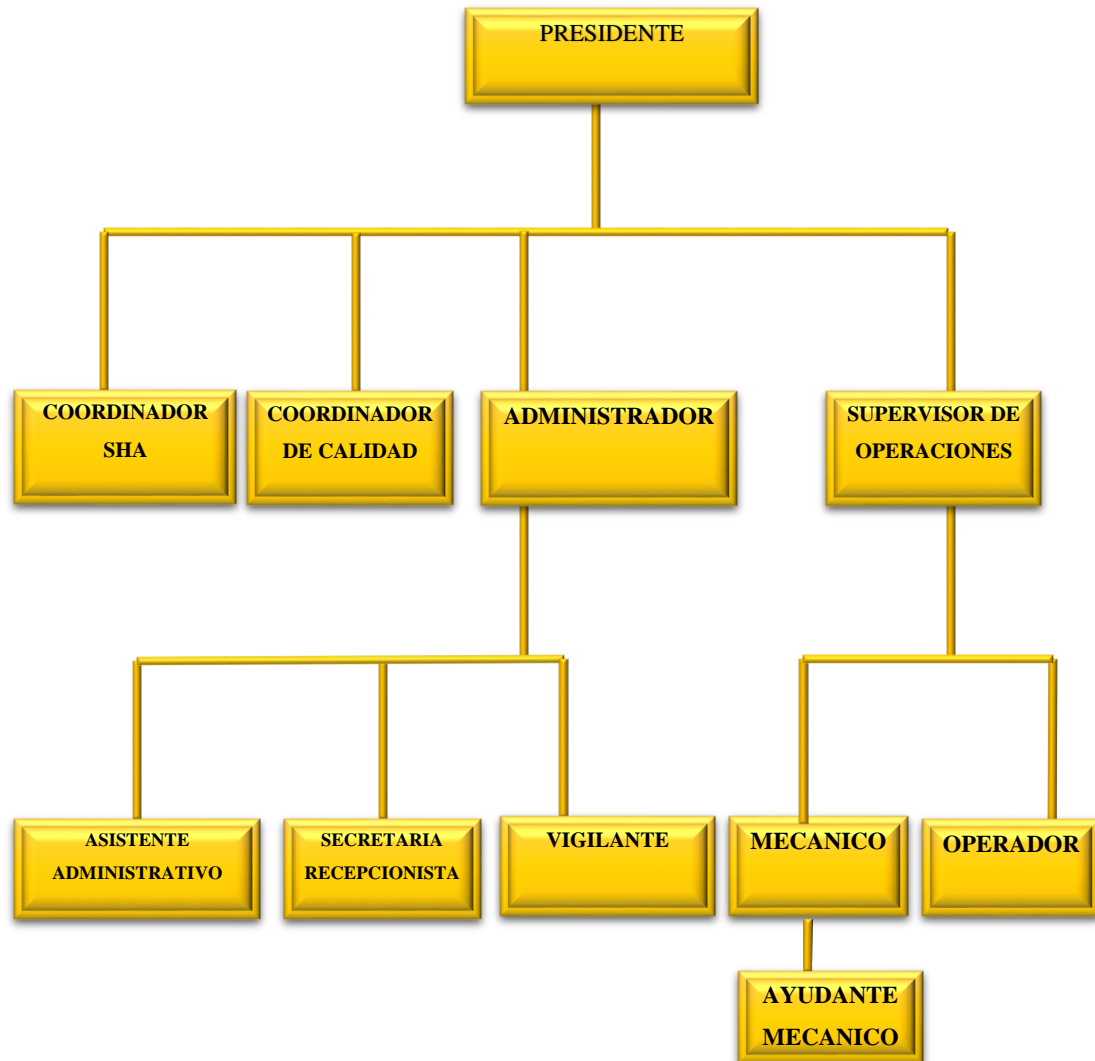 PRESIDENTE
COORDINADOR
SHA
COORDINADOR
DE CALIDAD
ADMINISTRADOR
SUPERVISOR DE
OPERACIONES
ASISTENTE
ADMINISTRATIVO
SECRETARIA
RECEPCIONISTA
VIGILANTE
MECANICO
OPERADOR
AYUDANTE
MECANICO